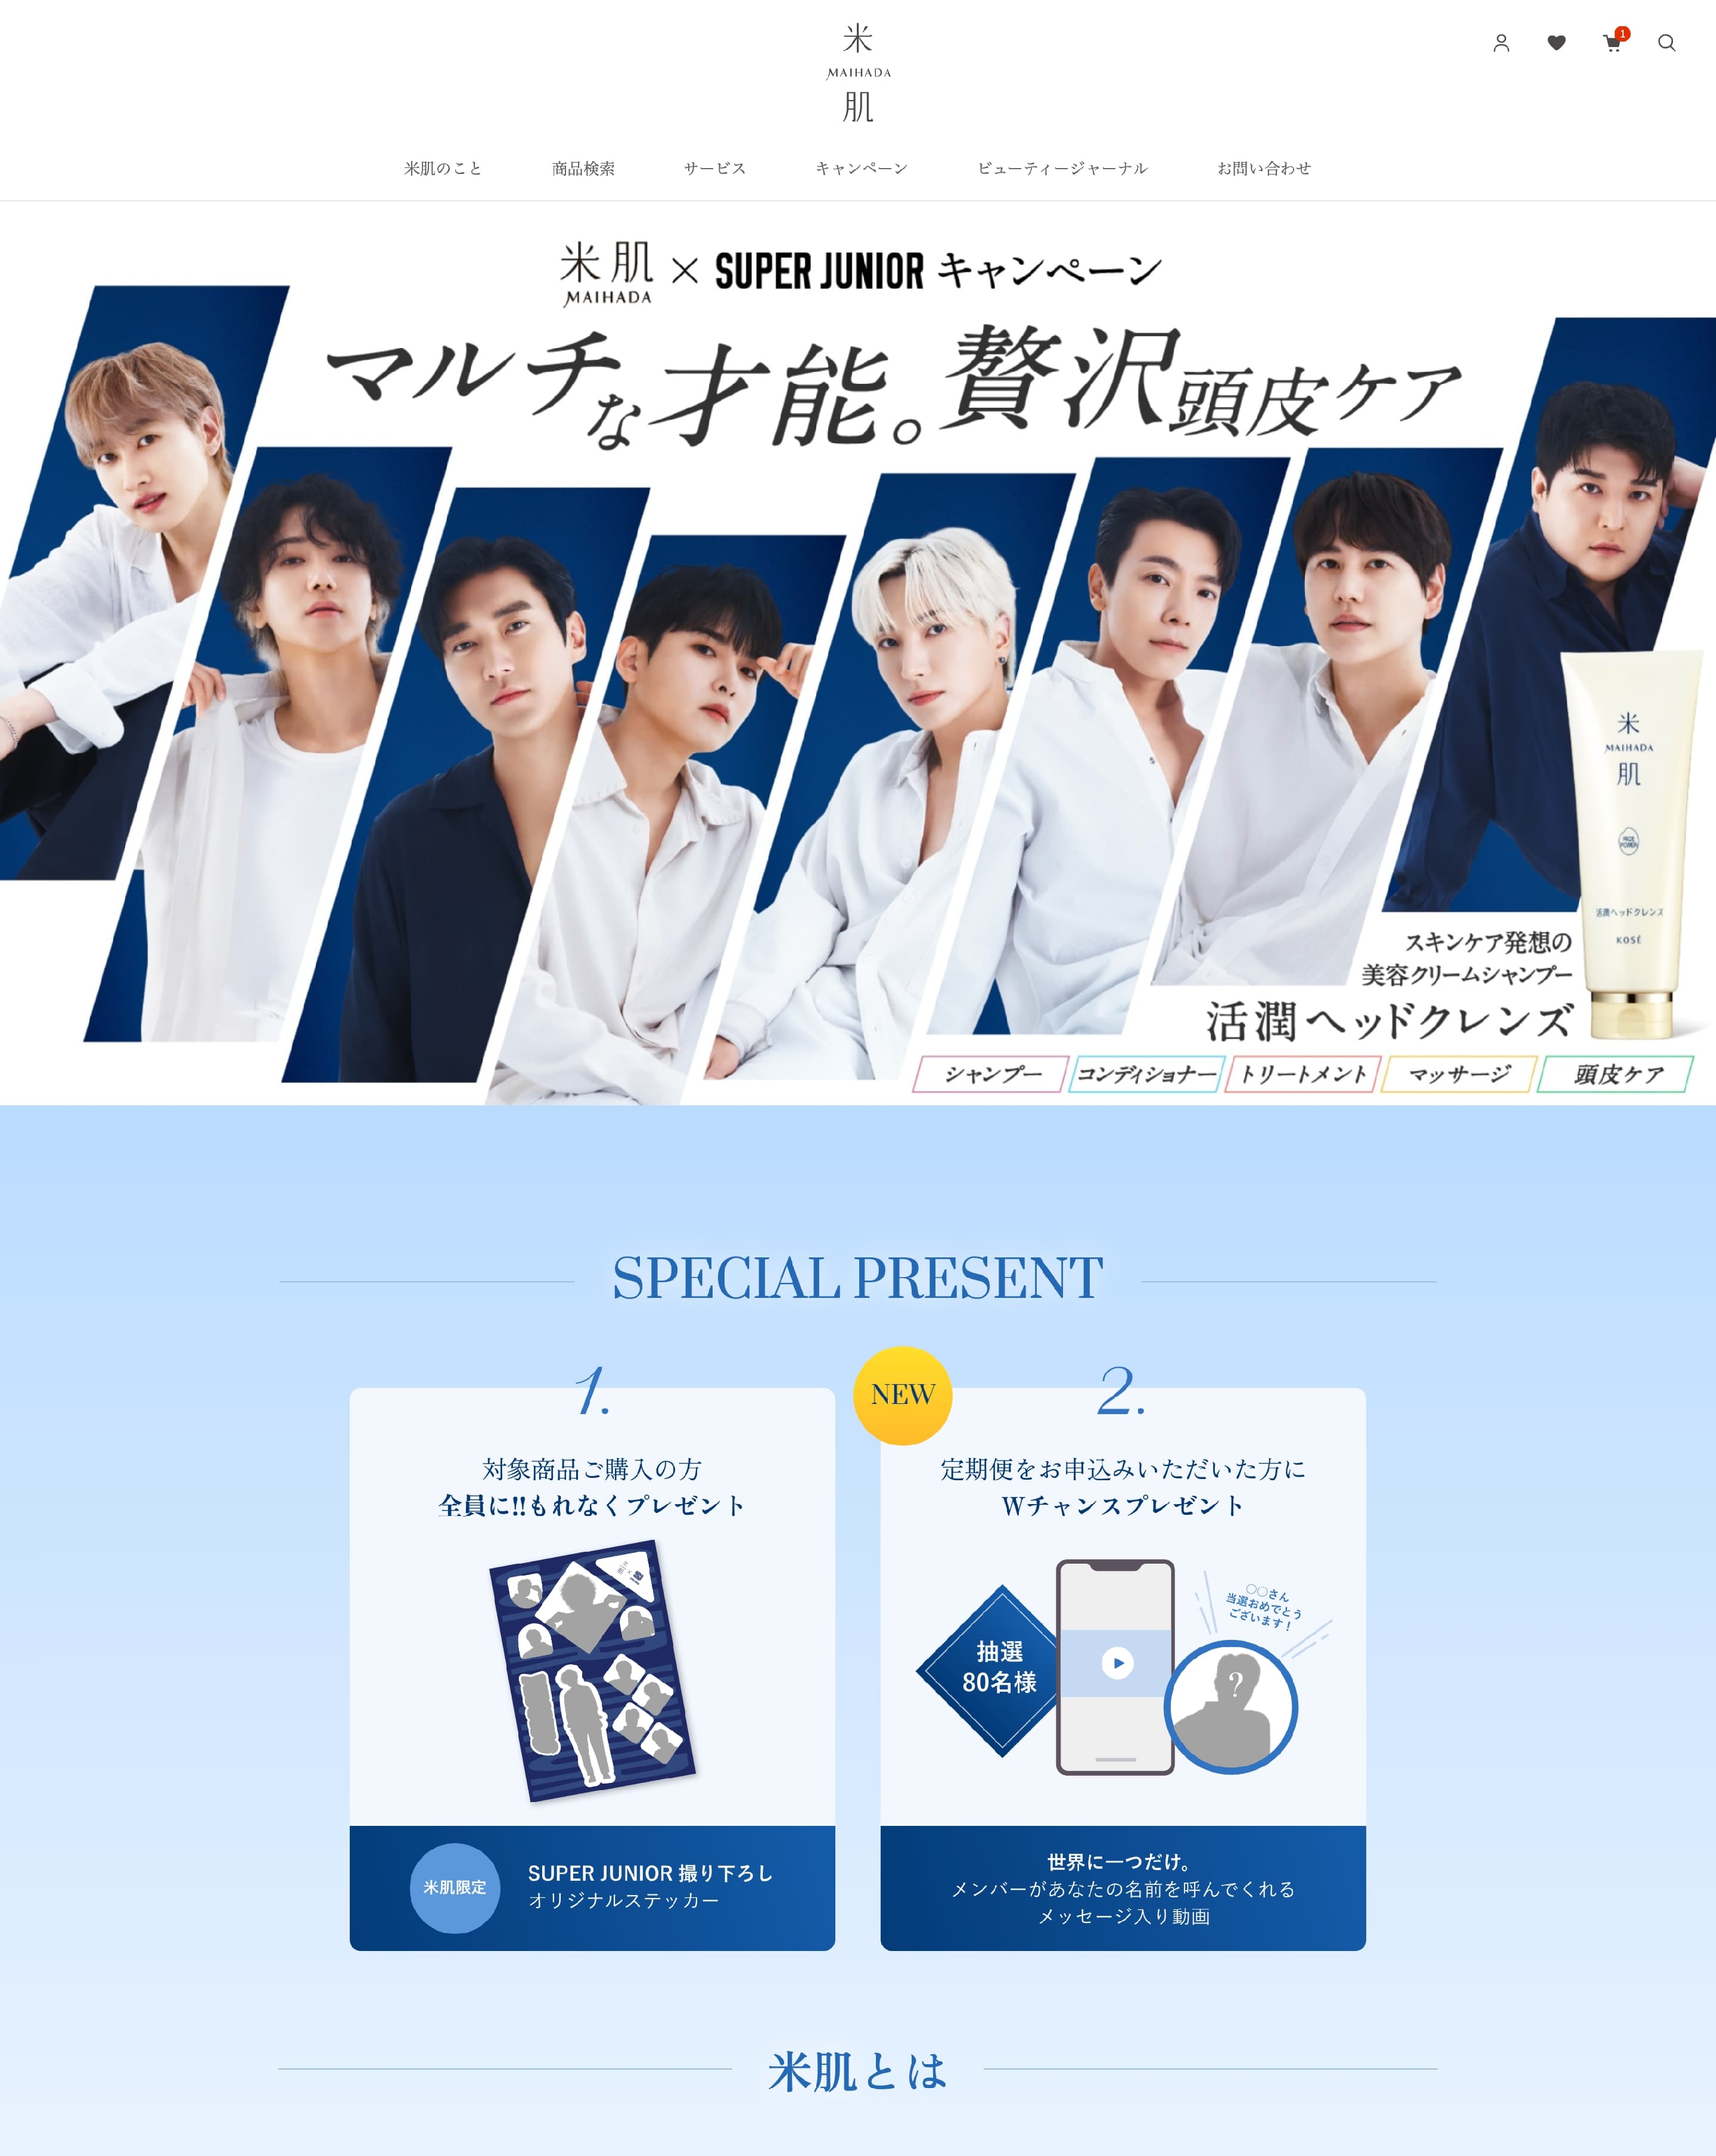 米
MAIHADA
肌
1
米肌のこと
商品検索
サービス
キャンペーン
ビューティージャーナル
お問い合わせ
米肌 MAIHADA × SUPER JUNIOR キャンペーン
マルチな才能。贅沢頭皮ケア
米
MAIHADA
肌
RICE POWER
活潤ヘッドクレンズ
KOSÉ
スキンケア発想の
美容クリームシャンプー
活潤ヘッドクレンズ
シャンプー
コンディショナー
トリートメント
マッサージ
頭皮ケア
SPECIAL PRESENT
1.
対象商品ご購入の方
全員に!!もれなくプレゼント
米肌限定
SUPER JUNIOR 撮り下ろし
オリジナルステッカー
NEW
2.
定期便をお申込みいただいた方に
Wチャンスプレゼント
抽選
80名様
○○さん
当選おめでとう
ございます！
?
世界に一つだけ。
メンバーがあなたの名前を呼んでくれる
メッセージ入り動画
米肌とは